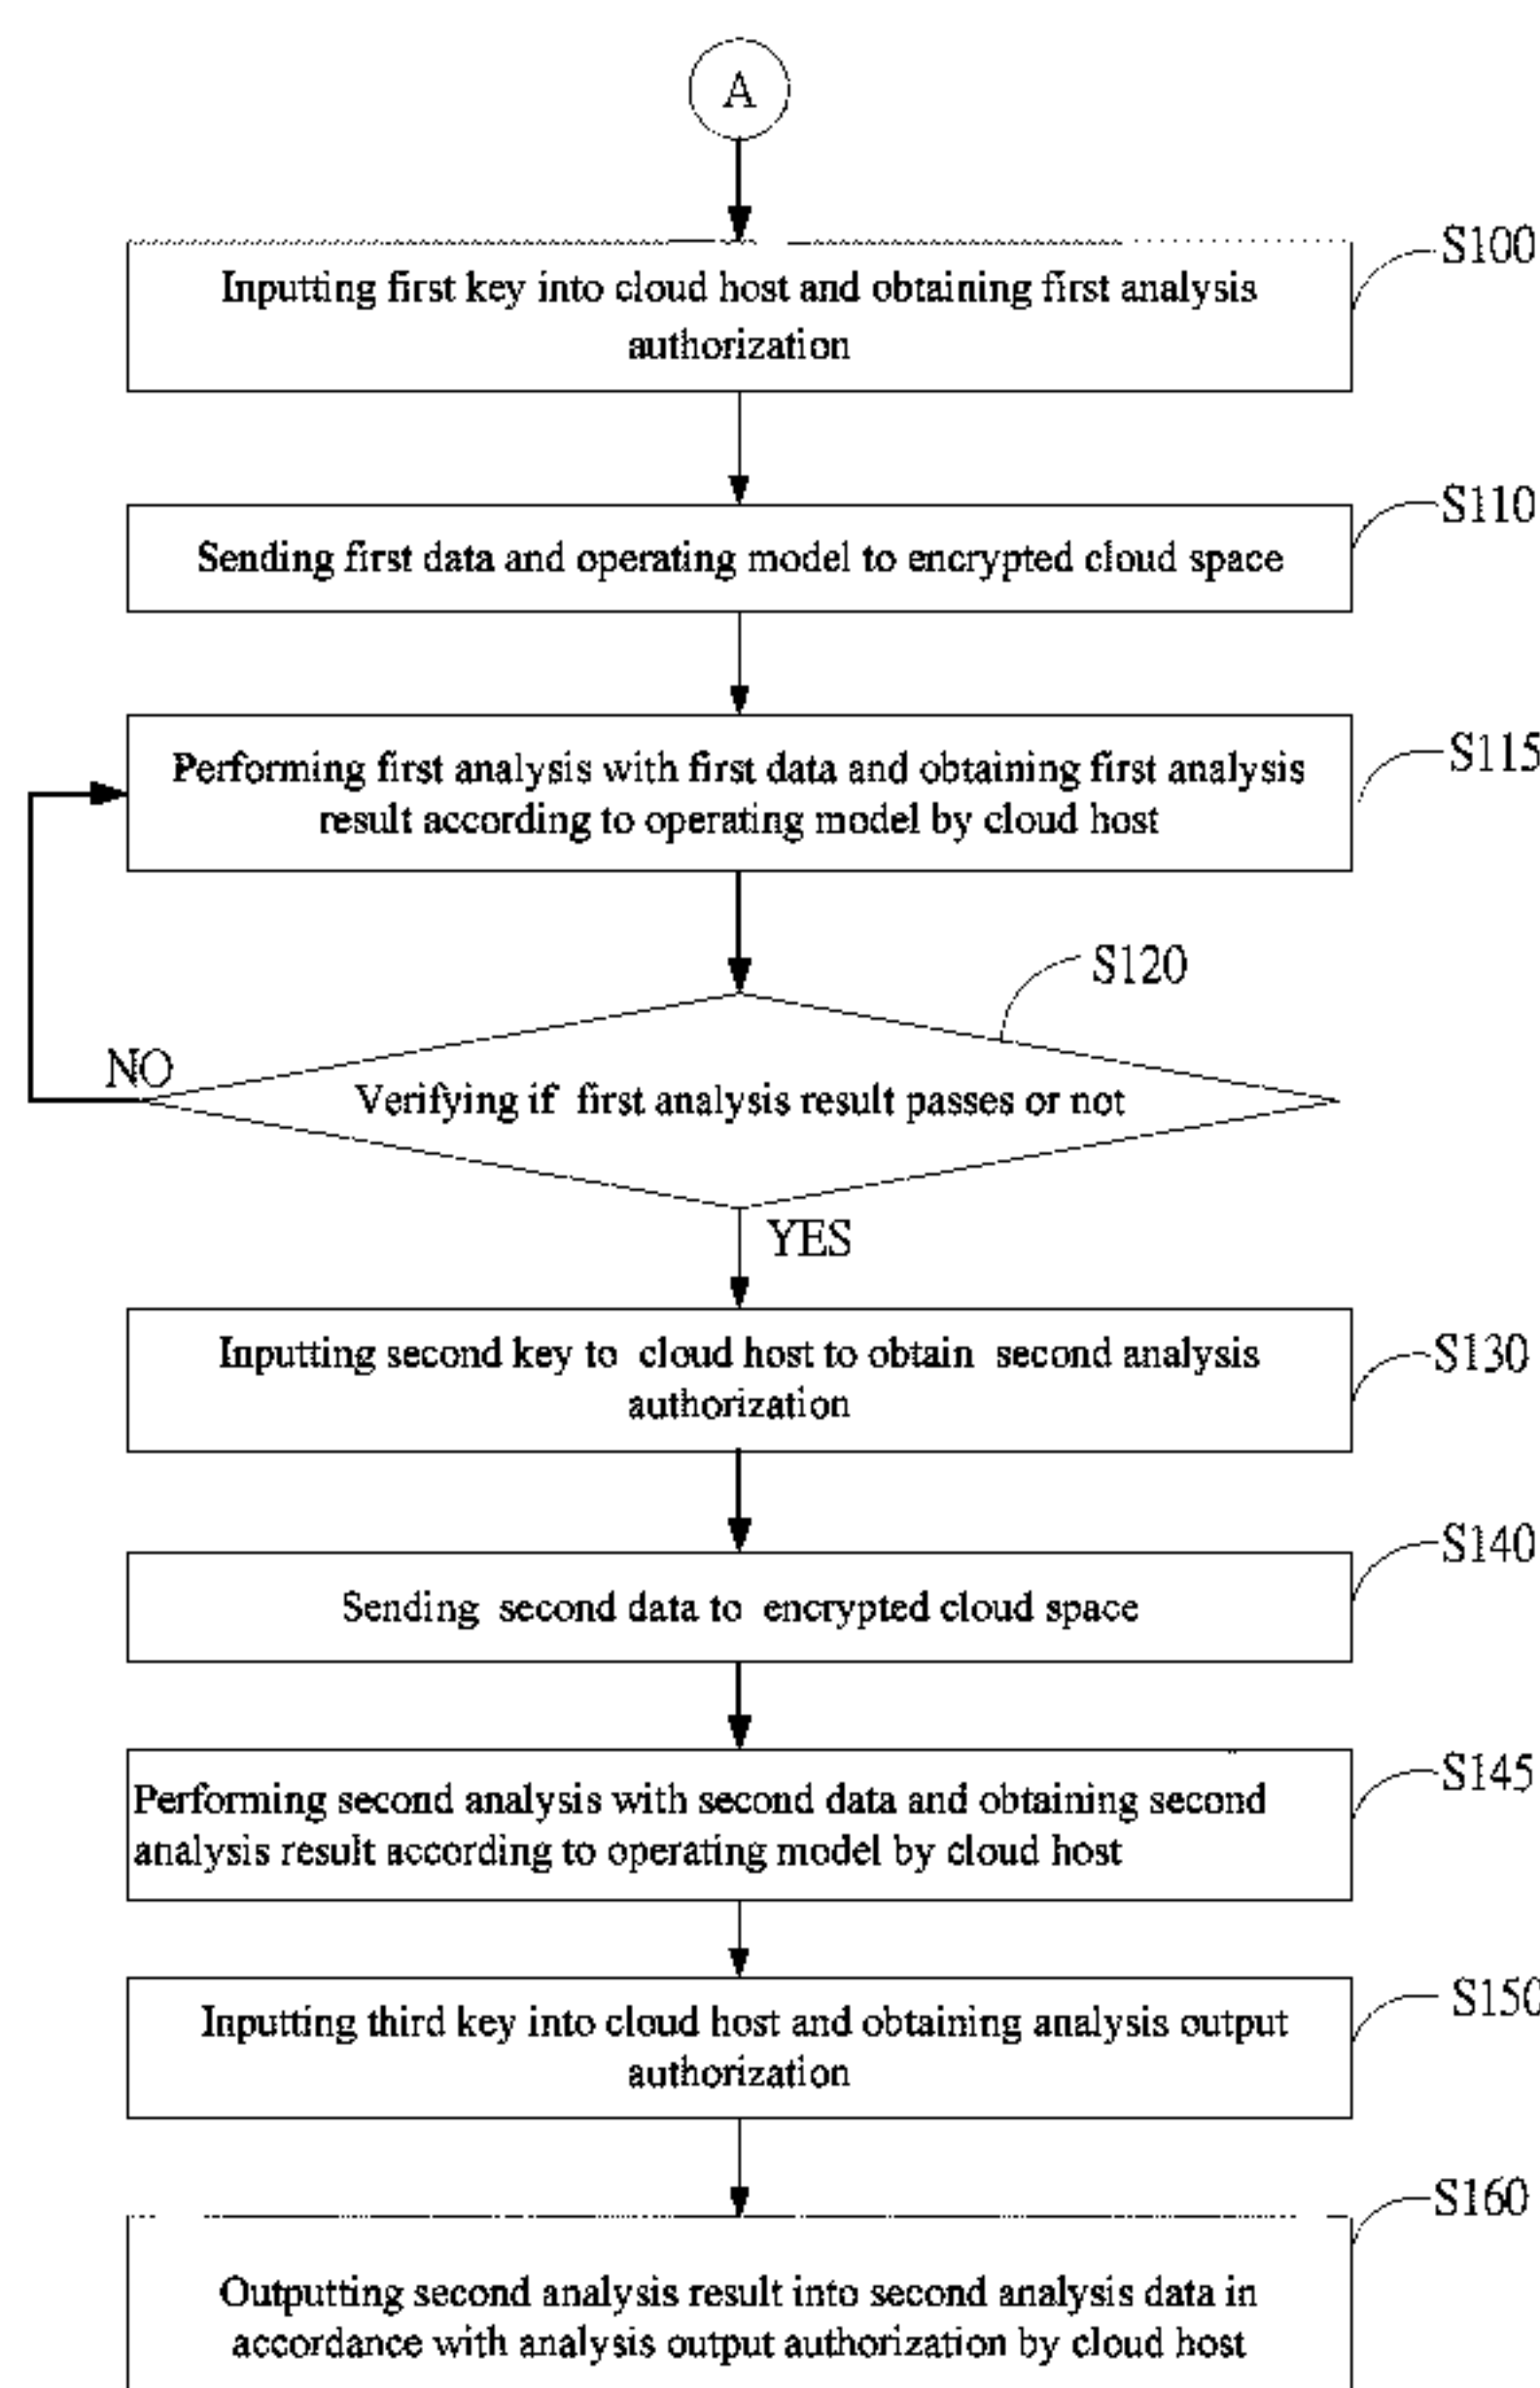 A
S100
Inputting first key into cloud host and obtaining first analysis
authorization
S110
Sending first data and operating model to encrypted cloud space
S115
Performing first analysis with first data and obtaining first analysis
result according to operating model by cloud host
S120
NO
Verifying if first analysis result passes or not
YES
S130
Inputting second key to cloud host to obtain second analysis
authorization
S140
Sending second data to encrypted cloud space
S145
Performing second analysis with second data and obtaining second
analysis result according to operating model by cloud host
S150
Inputting third key into cloud host and obtaining analysis output
authorization
S160
Outputting second analysis result into second analysis data in
accordance with analysis output authorization by cloud host